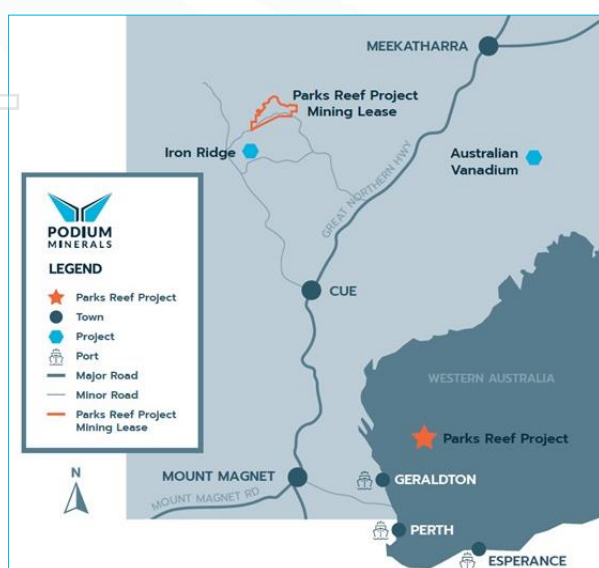 MEEKATHARRA
Parks Reef Project
Mining Lease
Iron Ridge
Australian
Vanadium
GREAT NORTHERN HWY
CUE
MOUNT MAGNET
MOUNT MAGNET RD
PODIUM
MINERALS
LEGEND
Parks Reef Project
Town
Project
Port
Major Road
Minor Road
Parks Reef Project
Mining Lease
N
WESTERN AUSTRALIA
Parks Reef Project
GERALDTON
PERTH
ESPERANCE